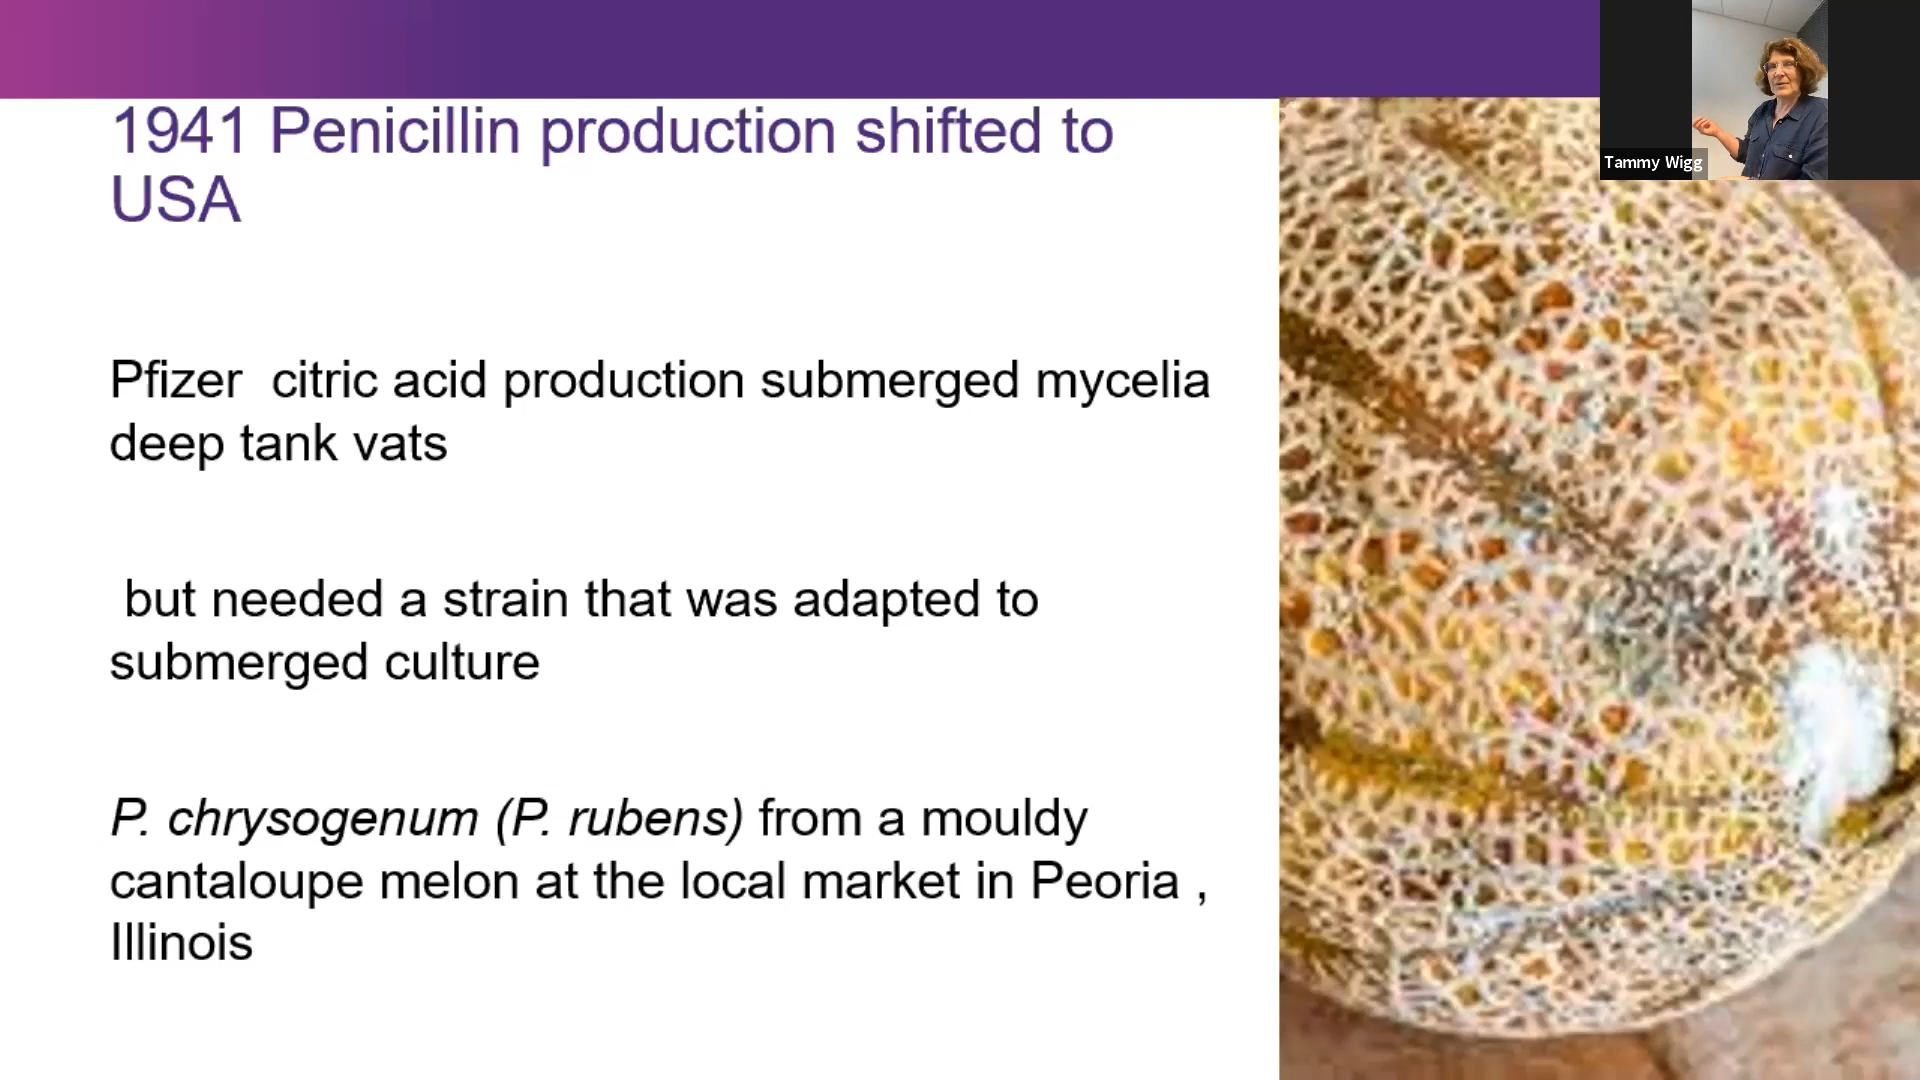 1941 Penicillin production shifted to
USA
Tammy Wigg
Pfizer  citric acid production submerged mycelia
deep tank vats
but needed a strain that was adapted to
submerged culture
P. chrysogenum (P. rubens) from a mouldy
cantaloupe melon at the local market in Peoria ,
Illinois